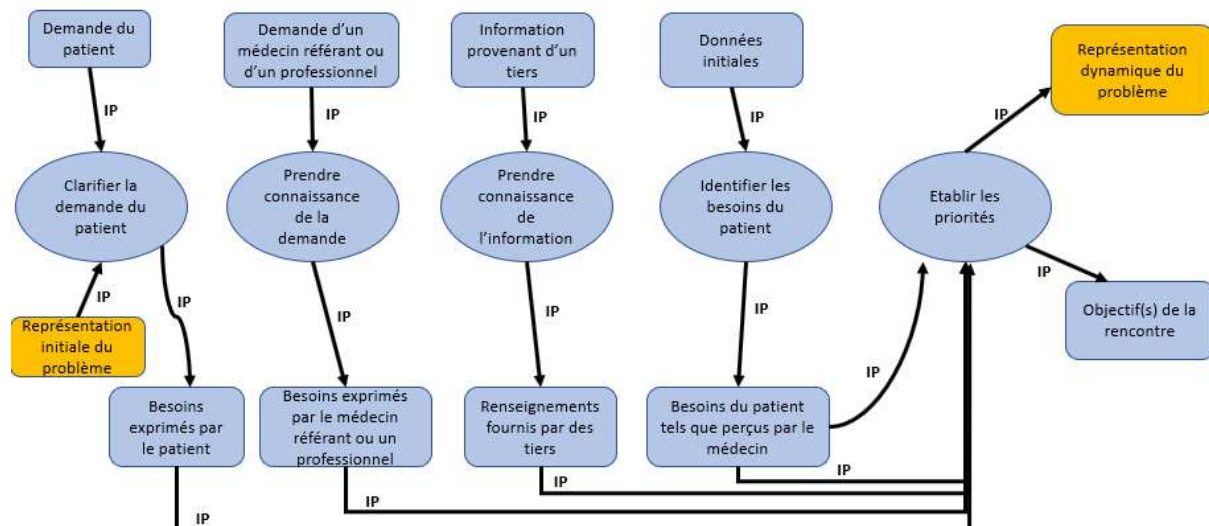 Demande du
patient
Demande d'un
médecin référant ou
d'un professionnel
Information
provenant d'un
tiers
Données
initiales
Représentation
dynamique du
problème
IP
IP
IP
IP
IP
Clarifier la
demande du
patient
Prendre
connaissance
de la
demande
Prendre
connaissance
de
l'information
Identifier les
besoins du
patient
Etablir les
priorités
IP
IP
IP
IP
IP
IP
Représentation
initiale du
problème
Objectif(s) de la
rencontre
IP
Besoins
exprimés par
le patient
Besoins exprimés
par le médecin
référant ou un
professionnel
Renseignements
fournis par des
tiers
Besoins du patient
tels que perçus par le
médecin
IP
IP
IP
IP